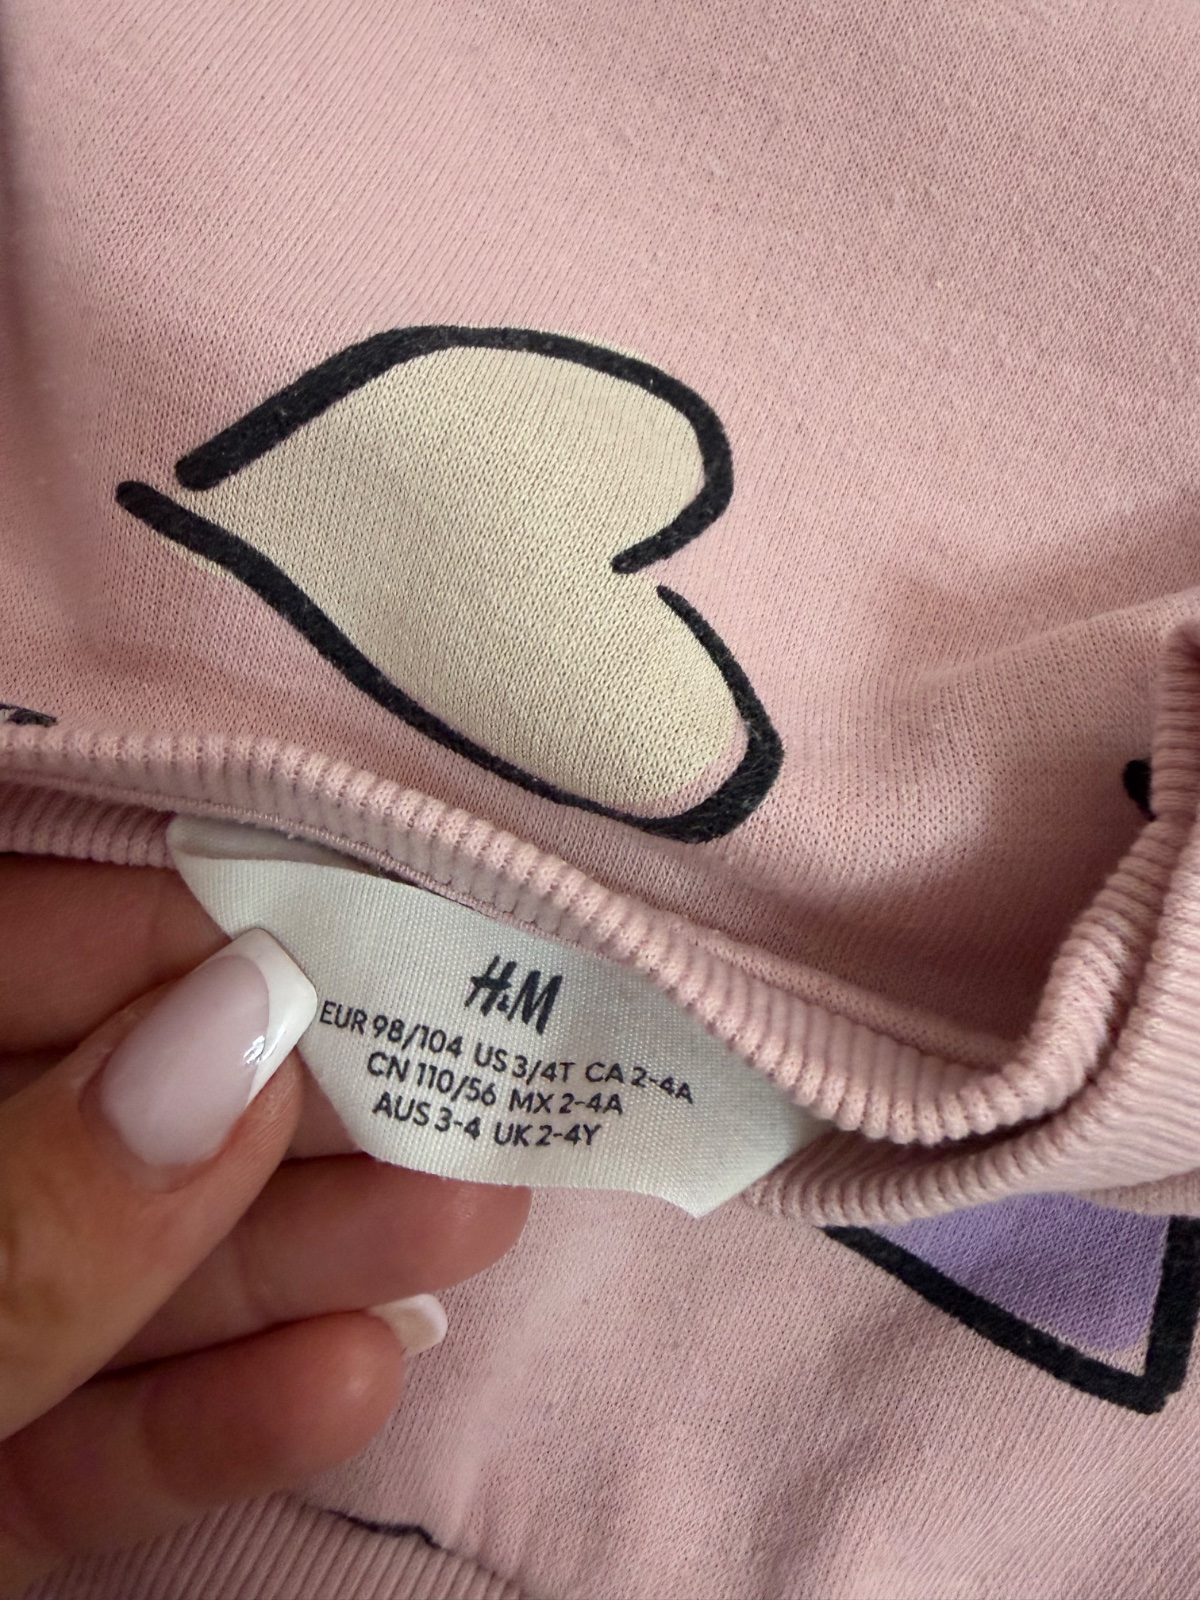 H&M
EUR 98/104 US 3/4T CA 2-4A
CN 110/56 MX 2-4A
AUS 3-4 UK 2-4Y